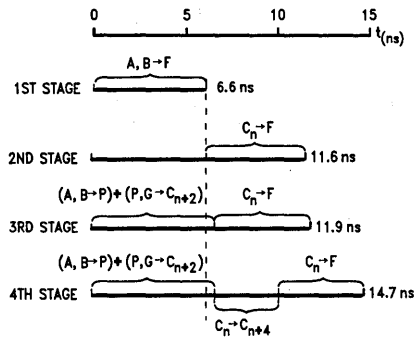 0 5 10 15
t(ns)
A, B→F
1ST STAGE 6.6 ns
Cn→F
2ND STAGE 11.6 ns
(A, B→P)+(P,G→Cn+2) Cn→F
3RD STAGE 11.9 ns
(A, B→P)+(P,G→Cn+2) Cn→F
4TH STAGE 14.7 ns
Cn→Cn+4